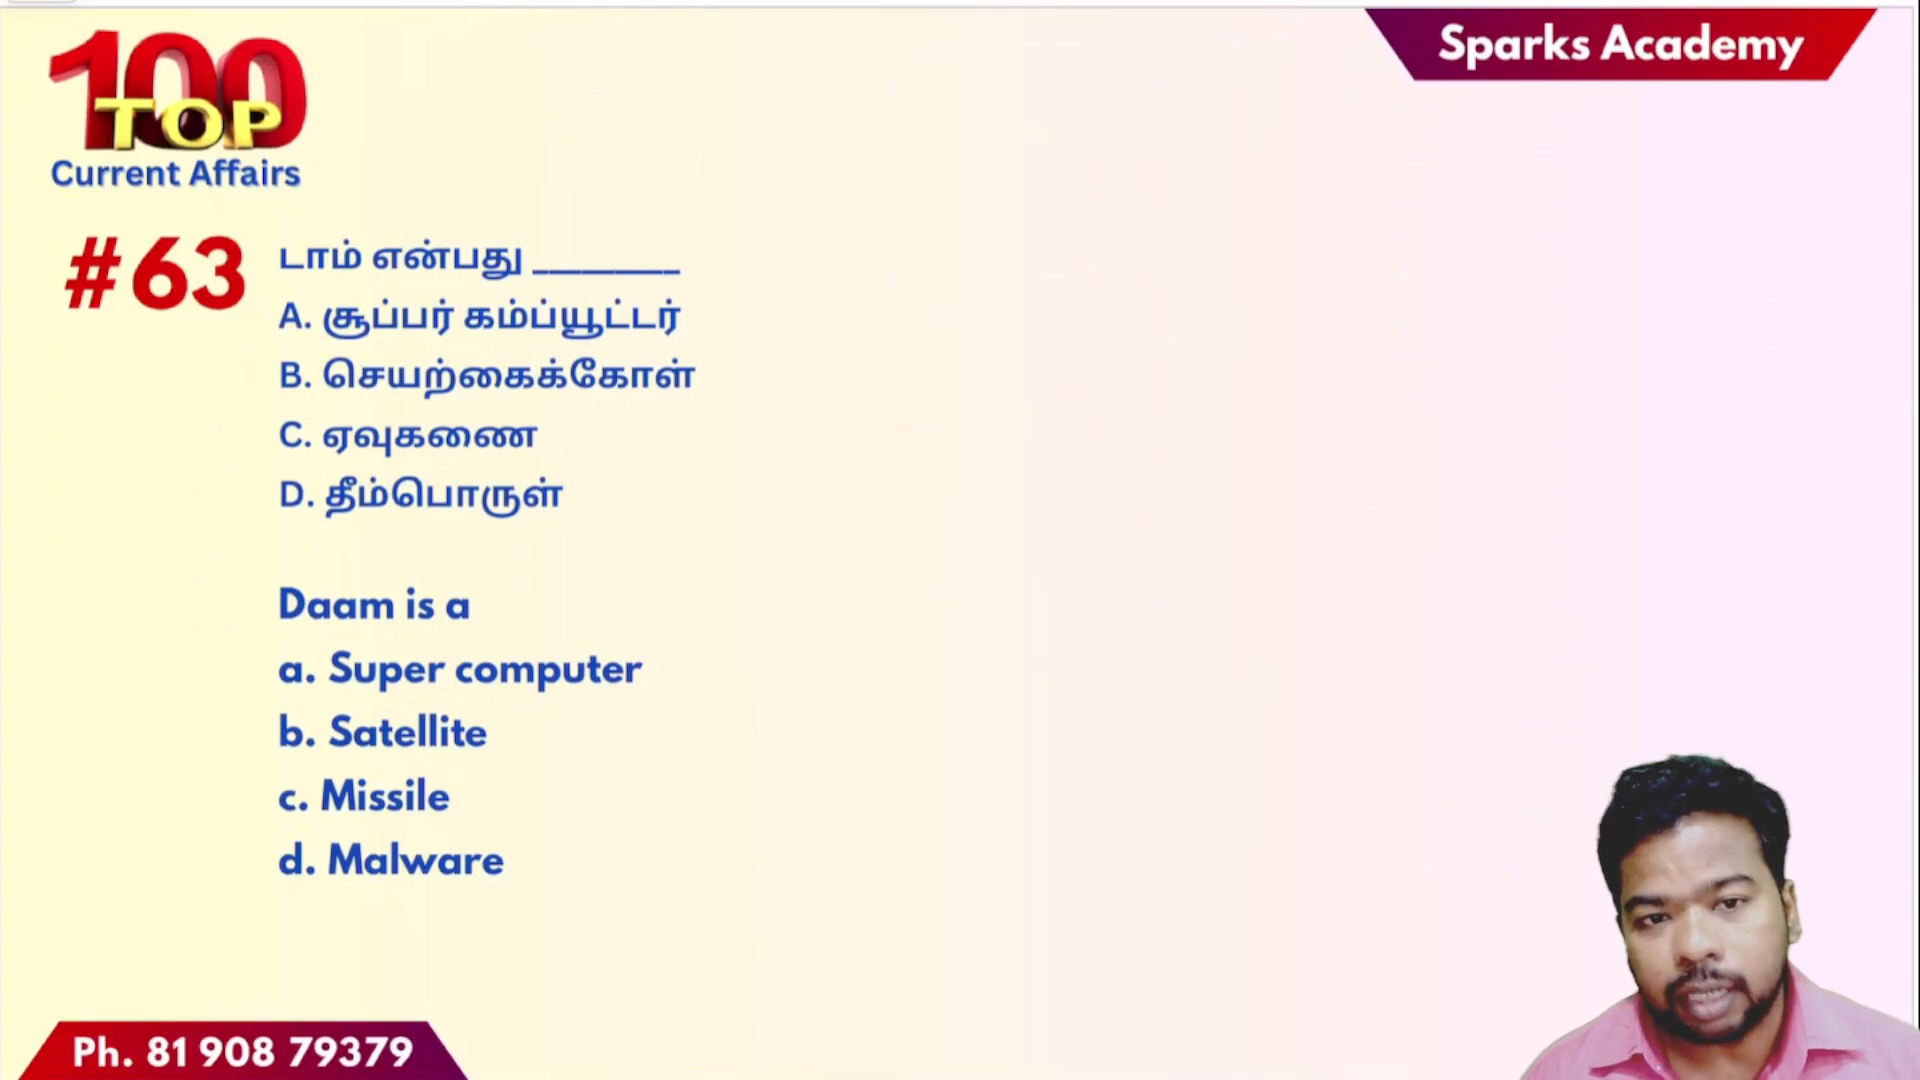 100
TOP
Current Affairs
Sparks Academy
#63
டாம் என்பது ________
A. சூப்பர் கம்ப்யூட்டர்
B. செயற்கைக்கோள்
C. ஏவுகணை
D. தீம்பொருள்
Daam is a
a. Super computer
b. Satellite
c. Missile
d. Malware
Ph. 81 908 79379